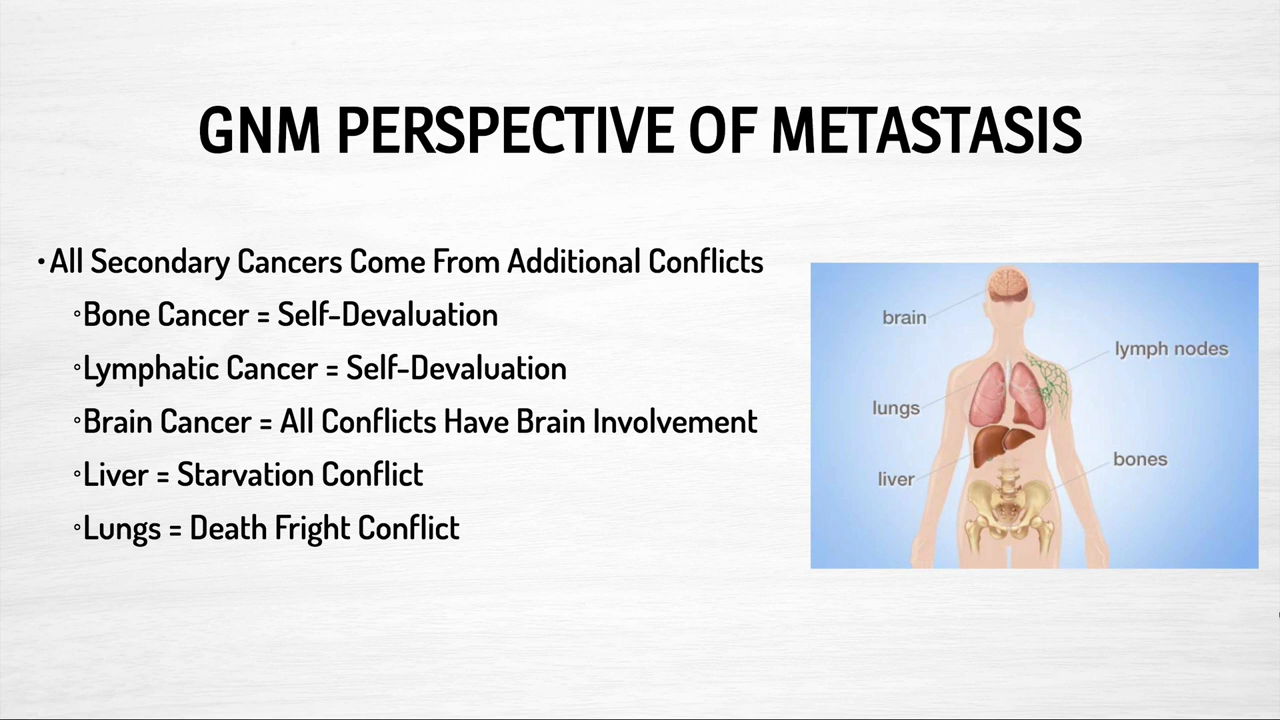 GNM PERSPECTIVE OF METASTASIS
• All Secondary Cancers Come From Additional Conflicts
◦ Bone Cancer = Self-Devaluation
◦ Lymphatic Cancer = Self-Devaluation
◦ Brain Cancer = All Conflicts Have Brain Involvement
◦ Liver = Starvation Conflict
◦ Lungs = Death Fright Conflict
brain
lymph nodes
lungs
bones
liver